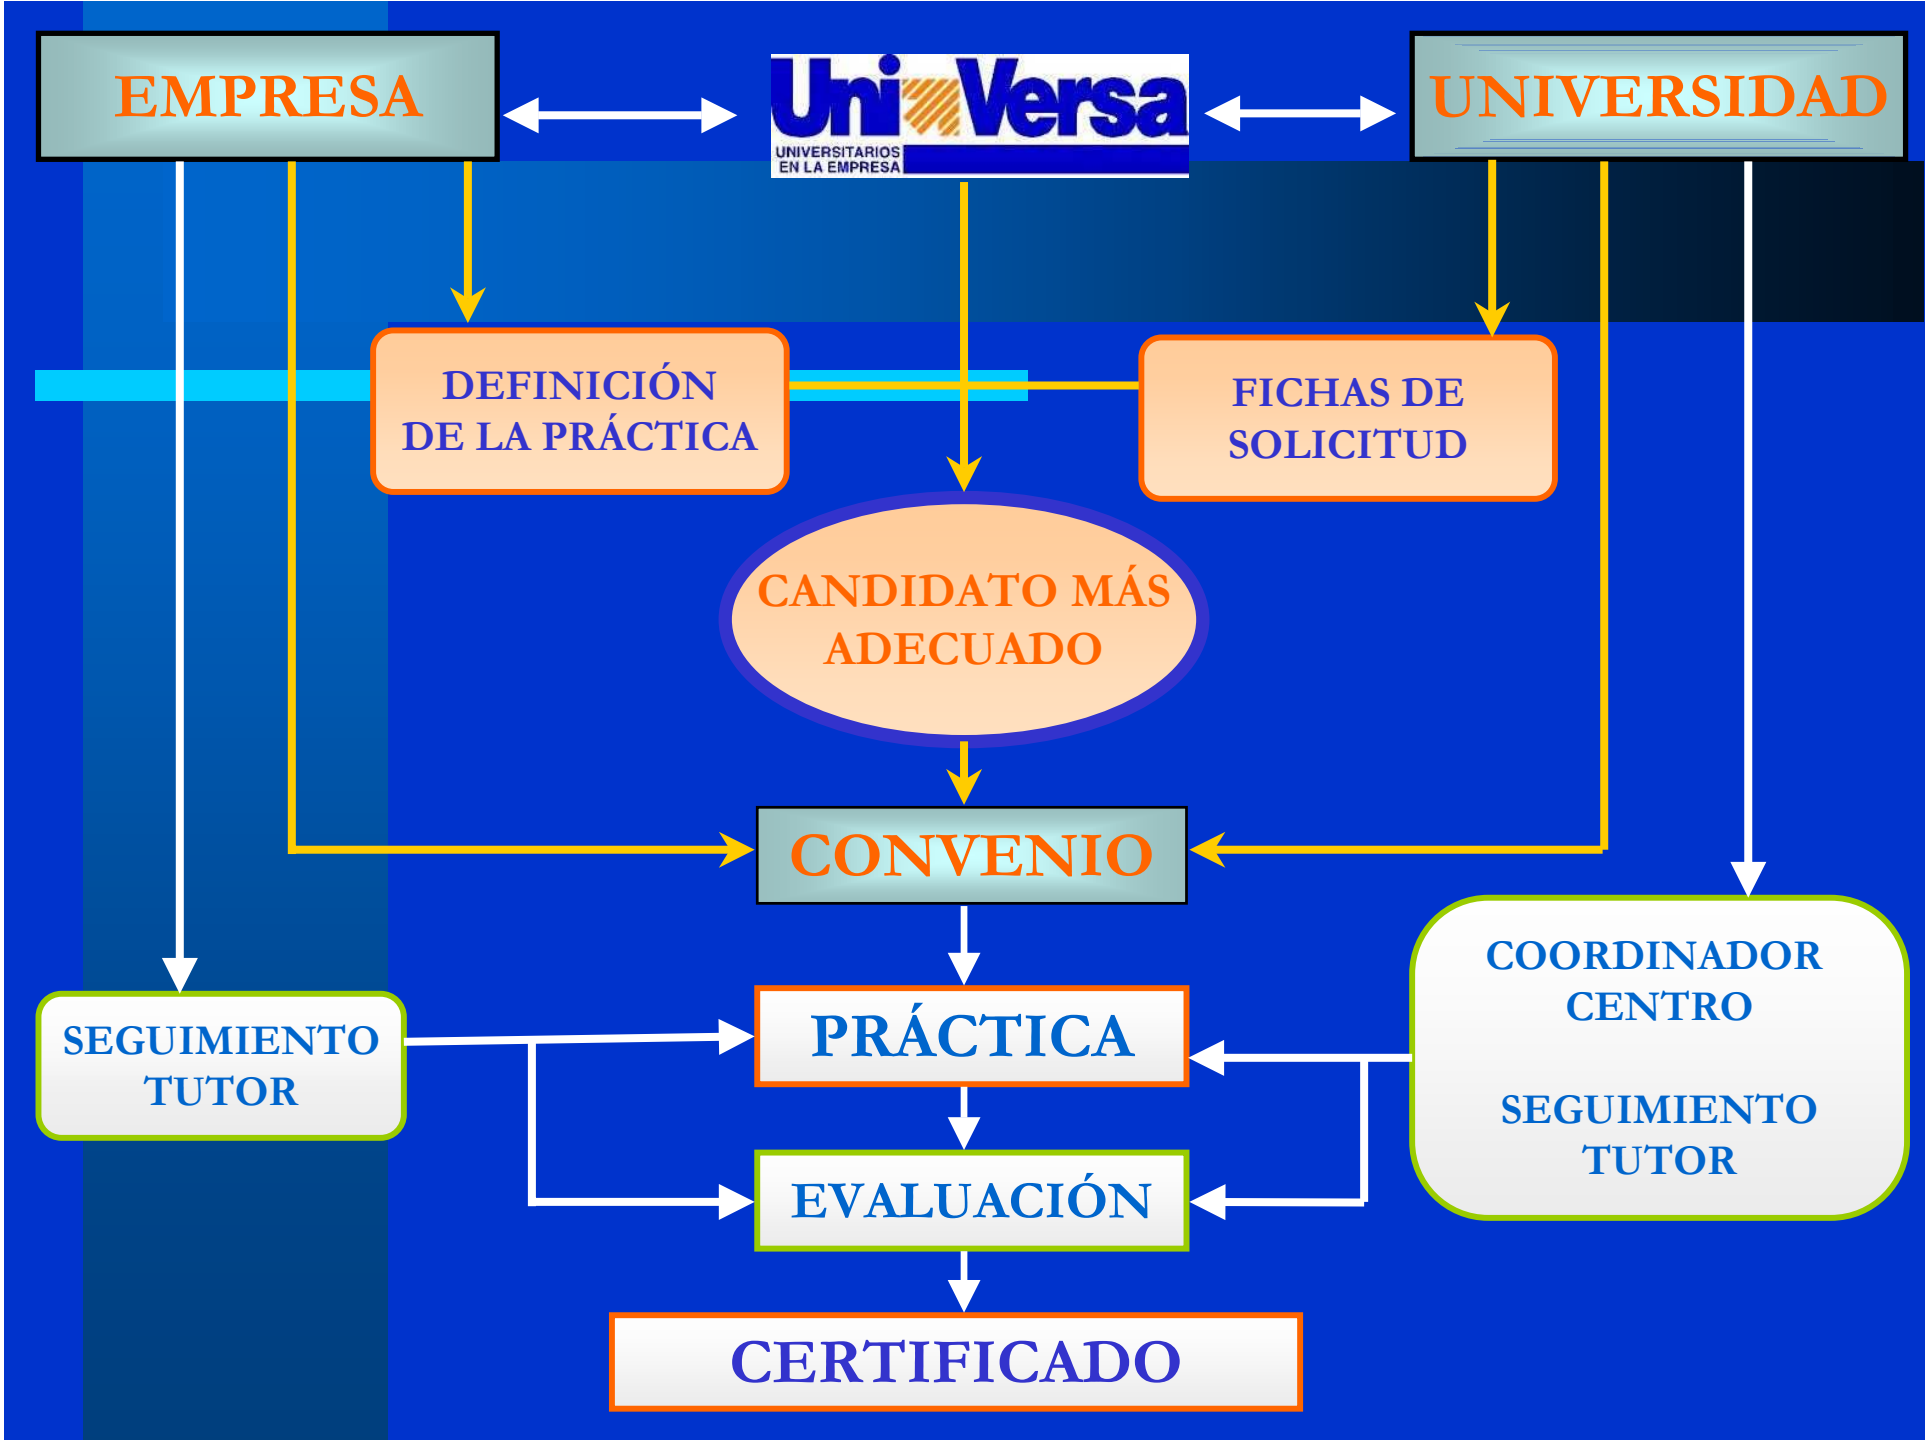 EMPRESA
UniVersa
UNIVERSITARIOS
EN LA EMPRESA
UNIVERSIDAD
DEFINICIÓN
DE LA PRÁCTICA
FICHAS DE
SOLICITUD
CANDIDATO MÁS
ADECUADO
CONVENIO
SEGUIMIENTO
TUTOR
PRÁCTICA
COORDINADOR
CENTRO
SEGUIMIENTO
TUTOR
EVALUACIÓN
CERTIFICADO